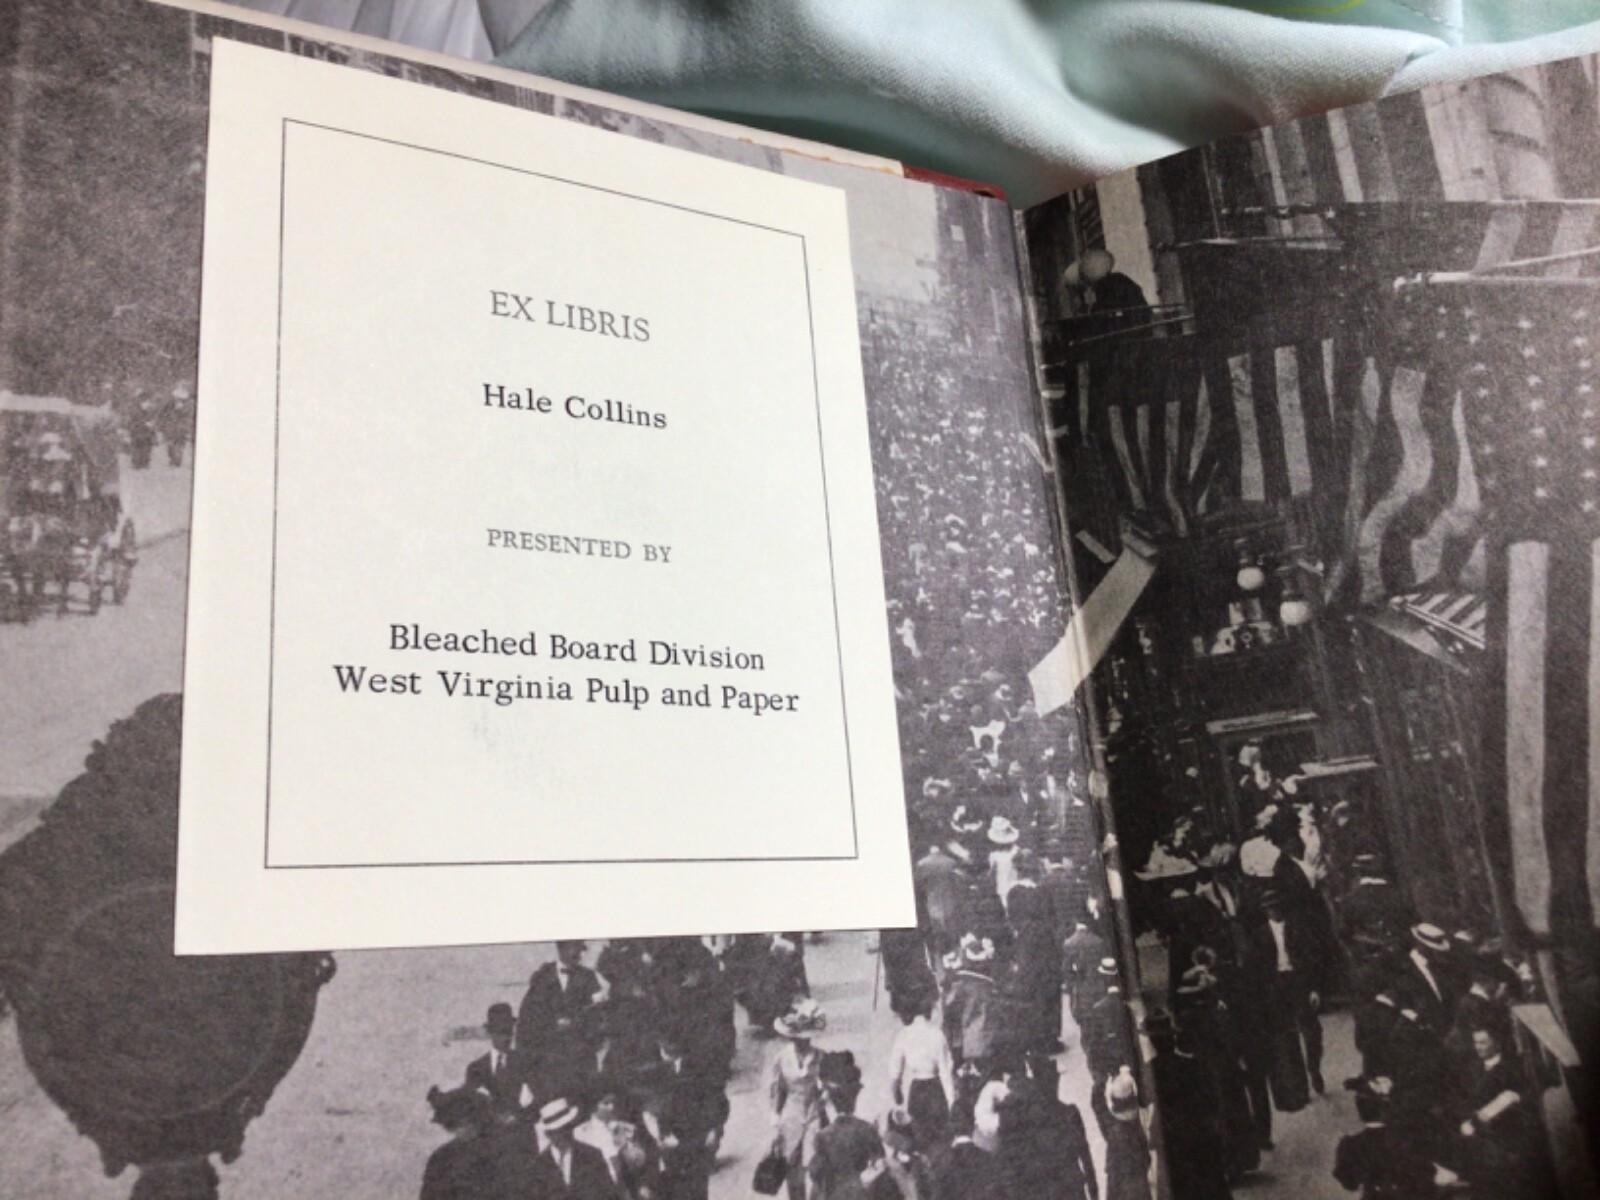 EX LIBRIS
Hale Collins
PRESENTED BY
Bleached Board Division
West Virginia Pulp and Paper